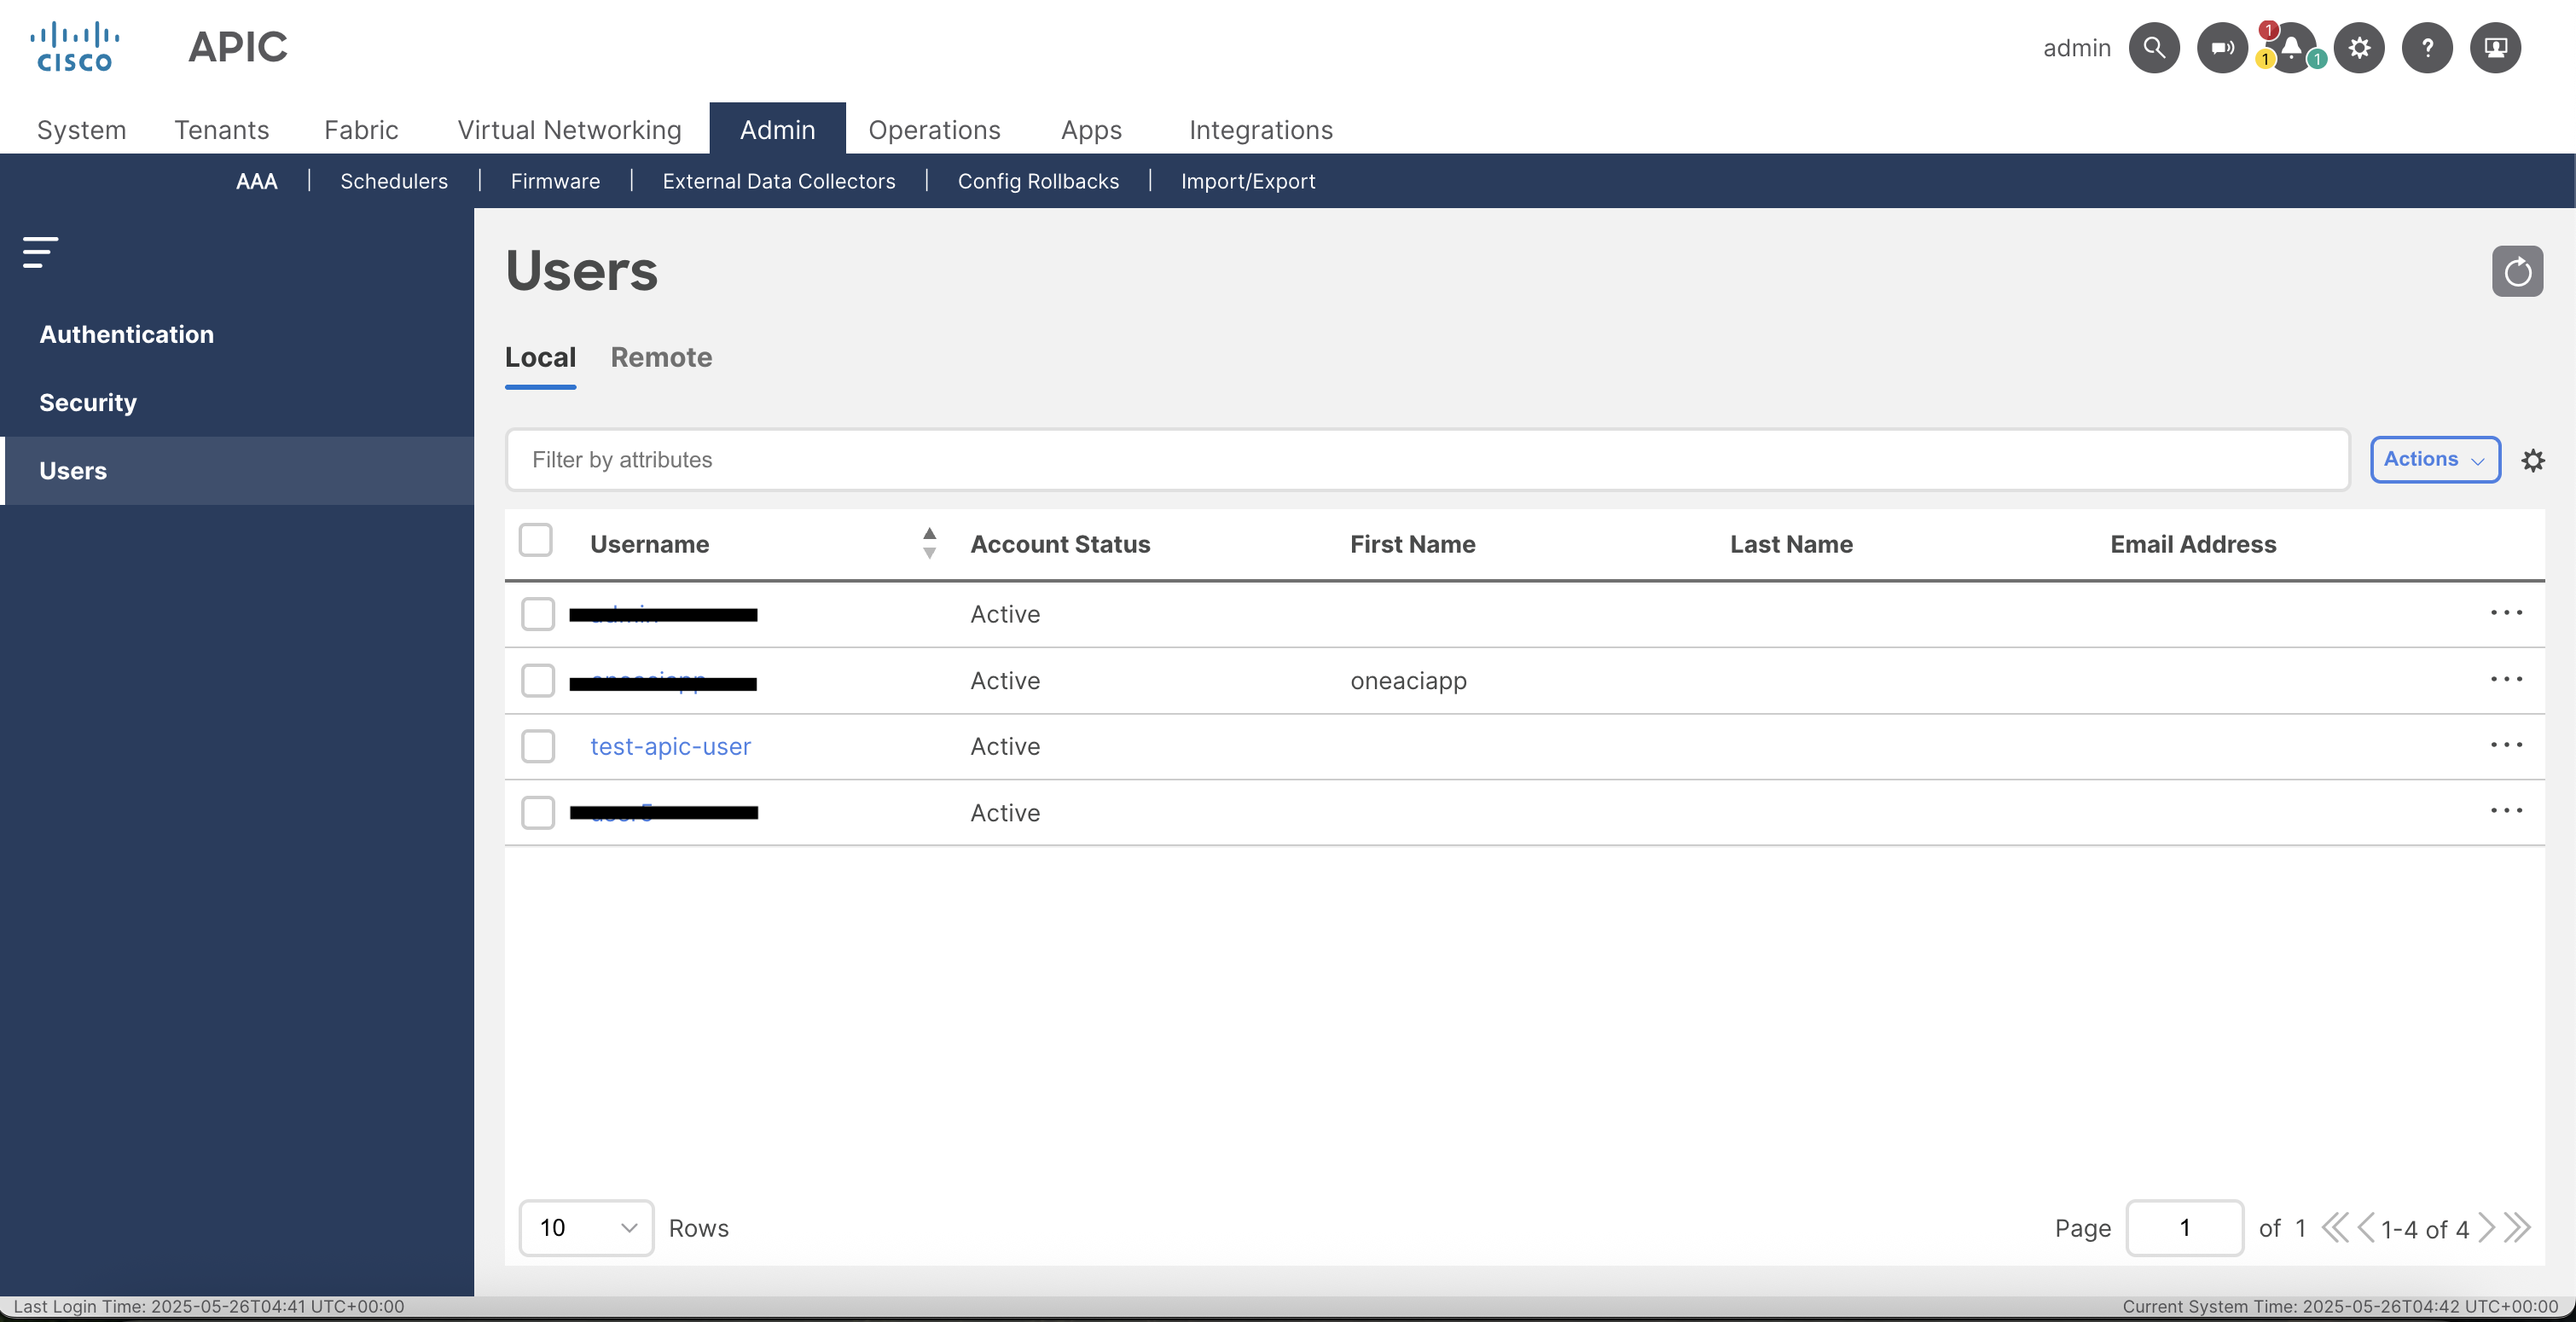 CISCO
APIC
admin
1
1
1
?
System Tenants Fabric Virtual Networking Admin Operations Apps Integrations
AAA | Schedulers | Firmware | External Data Collectors | Config Rollbacks | Import/Export
Authentication
Security
Users
Users
Local Remote
Filter by attributes
Actions
Username Account Status First Name Last Name Email Address
Active
Active oneaciapp
test-apic-user Active
Active
10 Rows
Page 1 of 1 1-4 of 4
Last Login Time: 2025-05-26T04:41 UTC+00:00
Current System Time: 2025-05-26T04:42 UTC+00:00